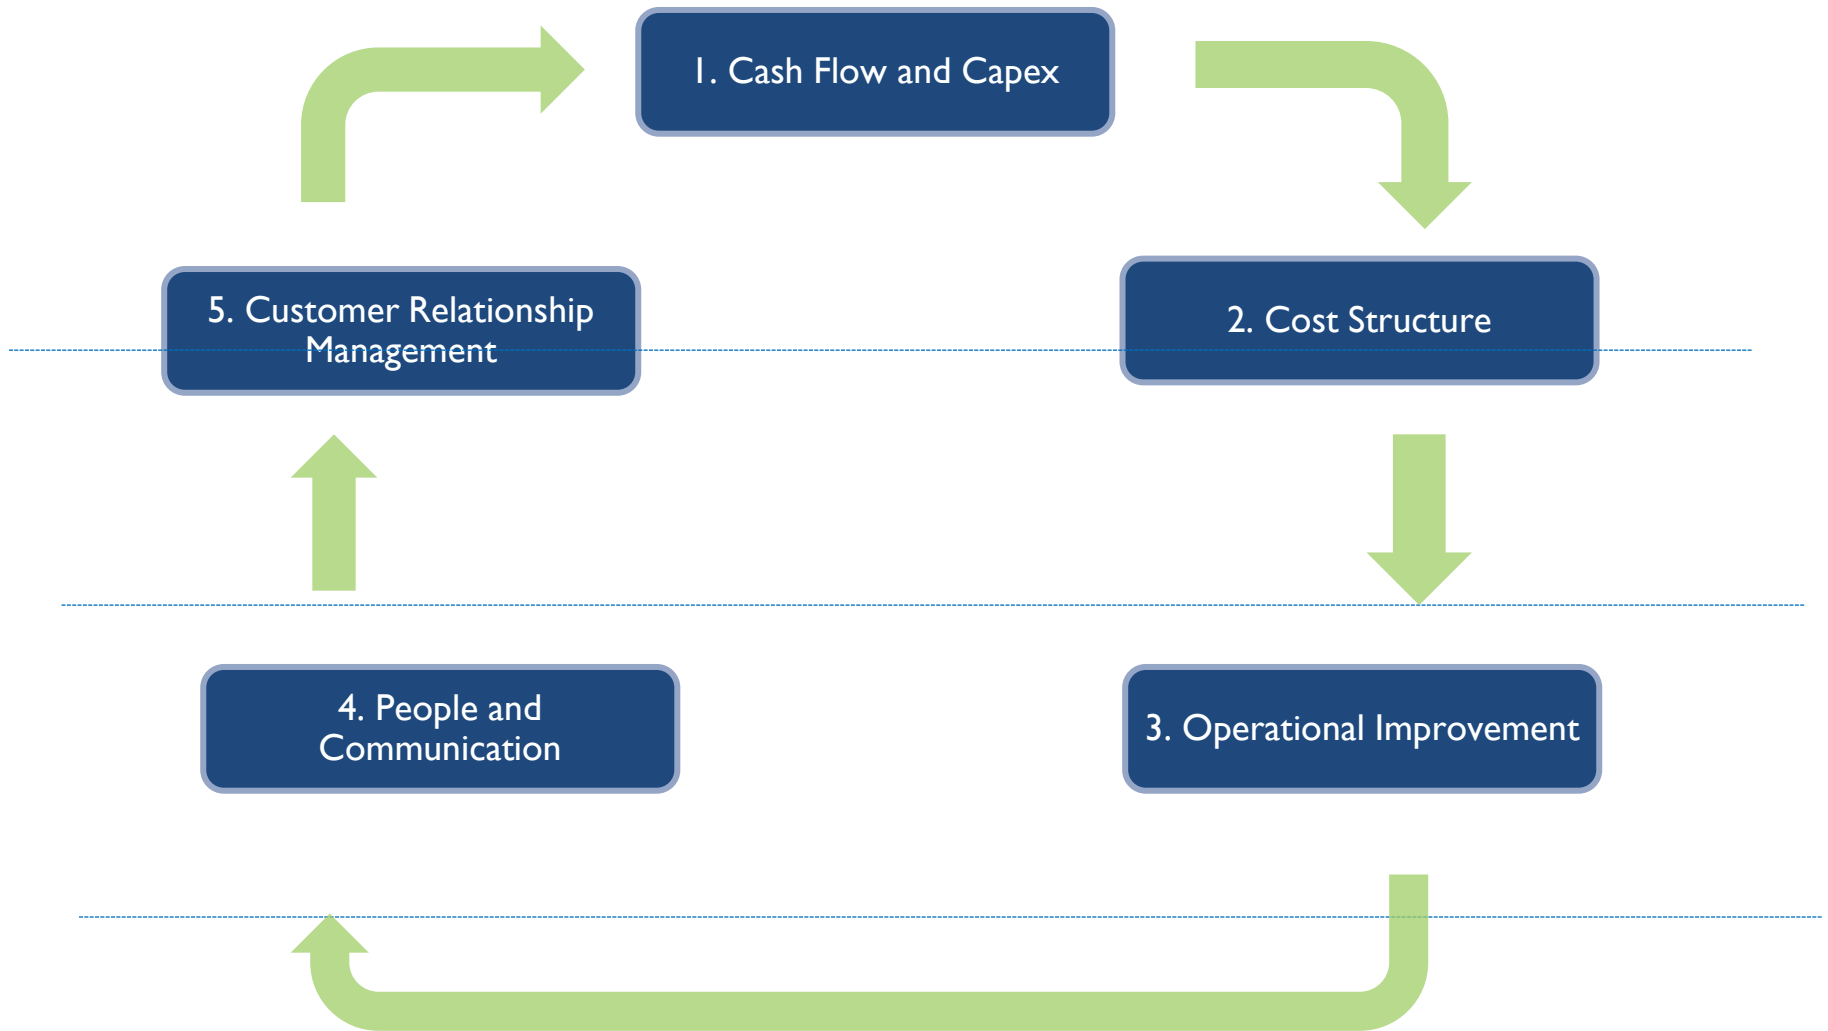 1. Cash Flow and Capex
2. Cost Structure
3. Operational Improvement
4. People and
Communication
5. Customer Relationship
Management